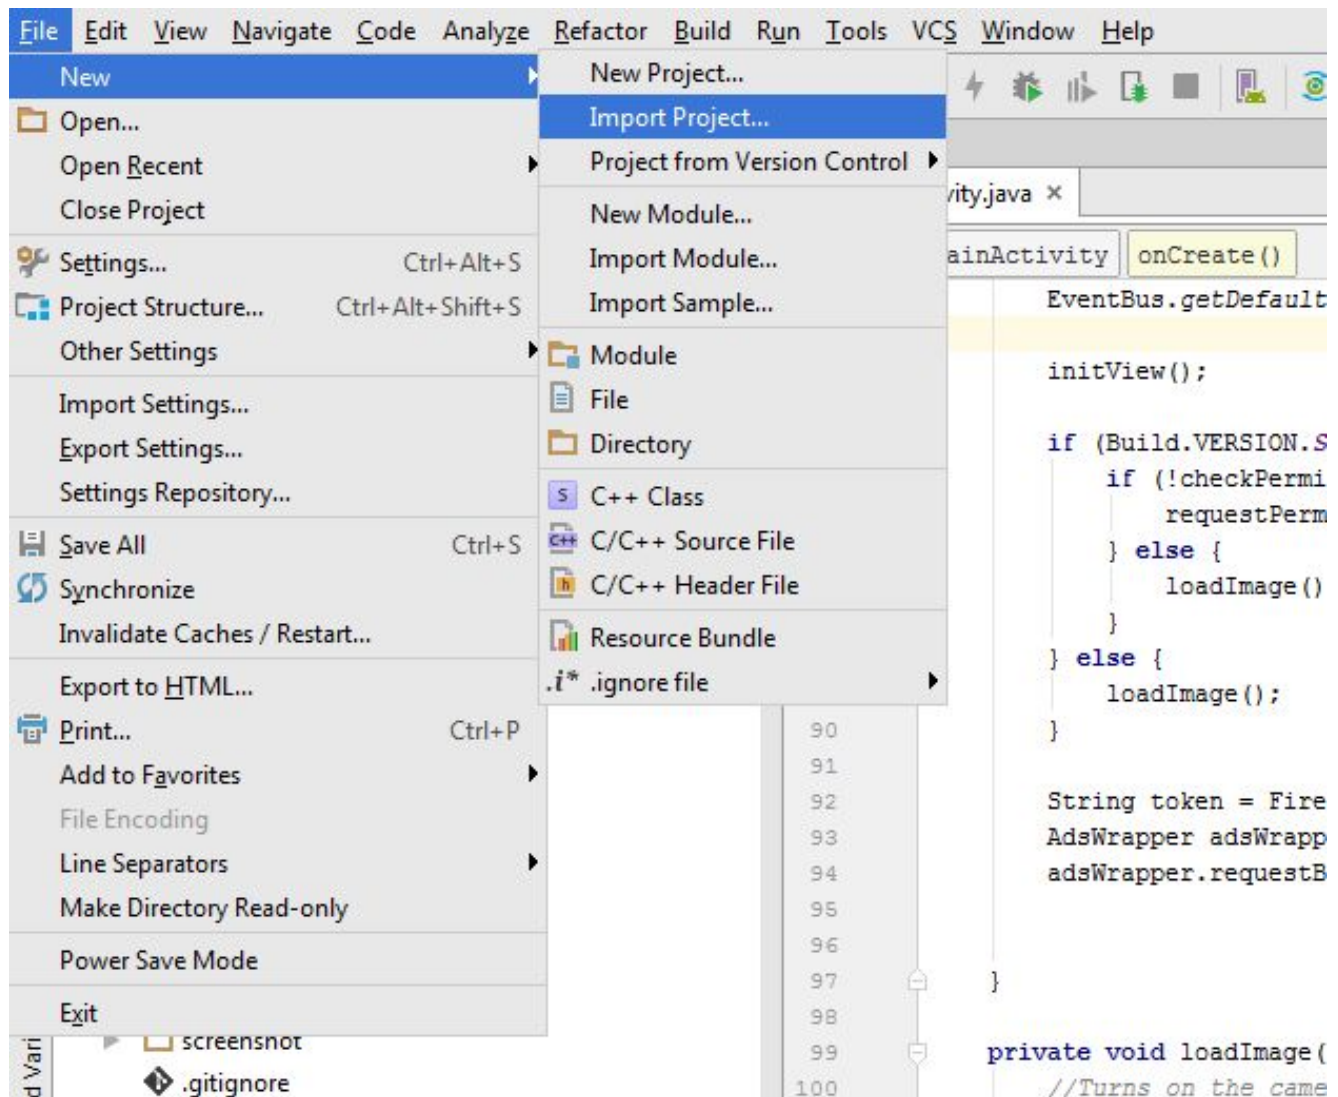 File Edit View Navigate Code Analyze Refactor Build Run Tools VCS Window Help
New
Open...
Open Recent
Close Project
Settings... Ctrl+Alt+S
Project Structure... Ctrl+Alt+Shift+S
Other Settings
Import Settings...
Export Settings...
Settings Repository...
Save All Ctrl+S
Synchronize
Invalidate Caches / Restart...
Export to HTML...
Print... Ctrl+P
Add to Favorites
File Encoding
Line Separators
Make Directory Read-only
Power Save Mode
Exit
New Project...
Import Project...
Project from Version Control
New Module...
Import Module...
Import Sample...
Module
File
Directory
S C++ Class
C++ C/C++ Source File
h C/C++ Header File
Resource Bundle
.i* .ignore file
vity.java ×
ainActivity onCreate()
EventBus.getDefault
initView();
if (Build.VERSION.S
if (!checkPermi
requestPerm
} else {
loadImage()
}
} else {
loadImage();
90 }
91
92 String token = Fire
93 AdsWrapper adsWrapp
94 adsWrapper.requestB
95
96
97 }
98
99 private void loadImage(
100 //Turns on the came
screenshot
.gitignore
d Vari